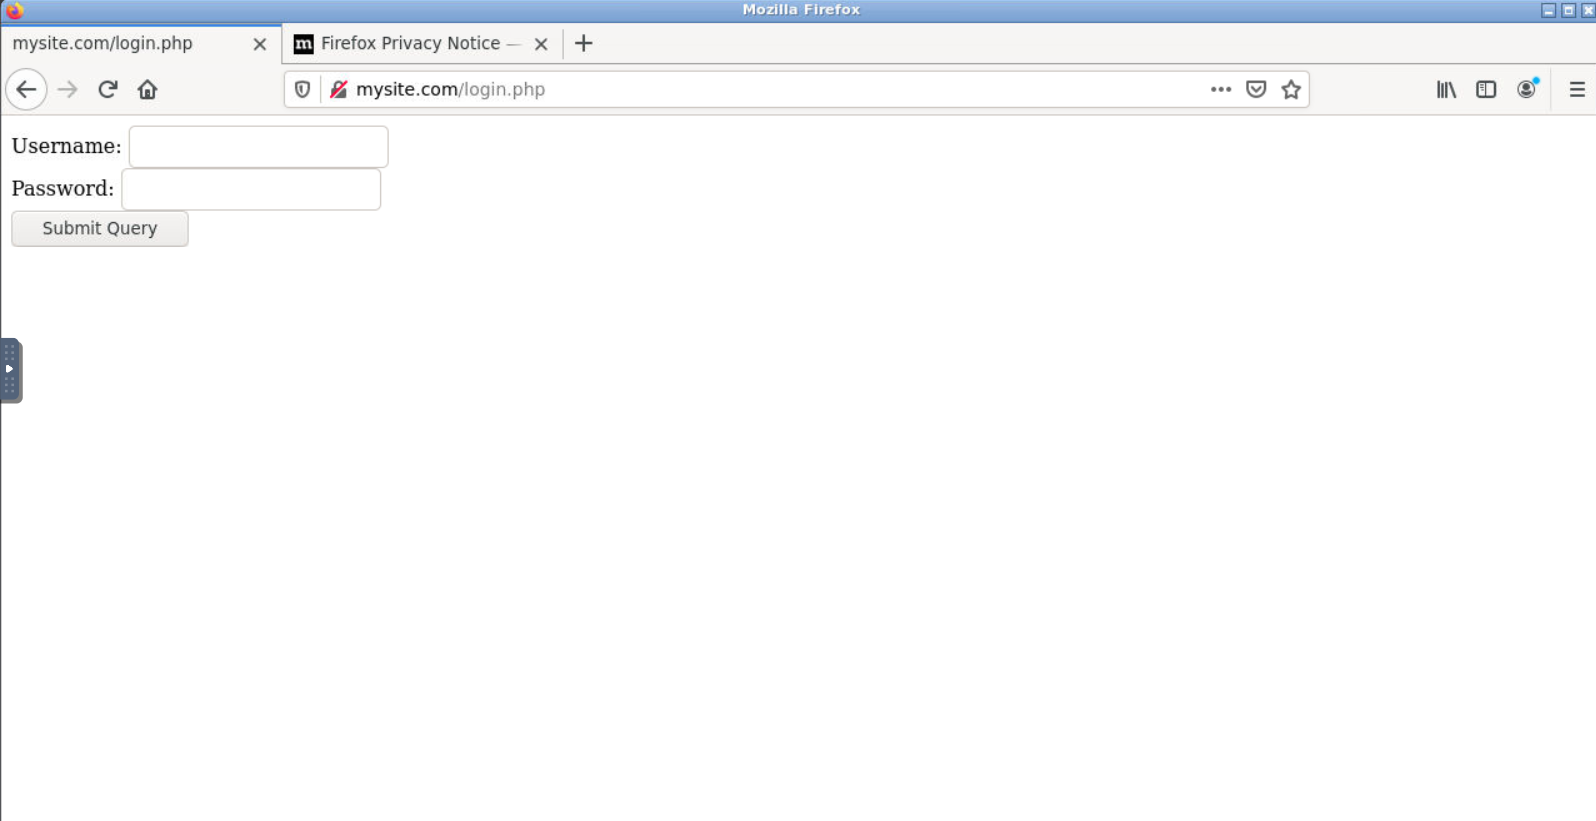 Mozilla Firefox
mysite.com/login.php
m Firefox Privacy Notice —
mysite.com/login.php
Username:
Password:
Submit Query